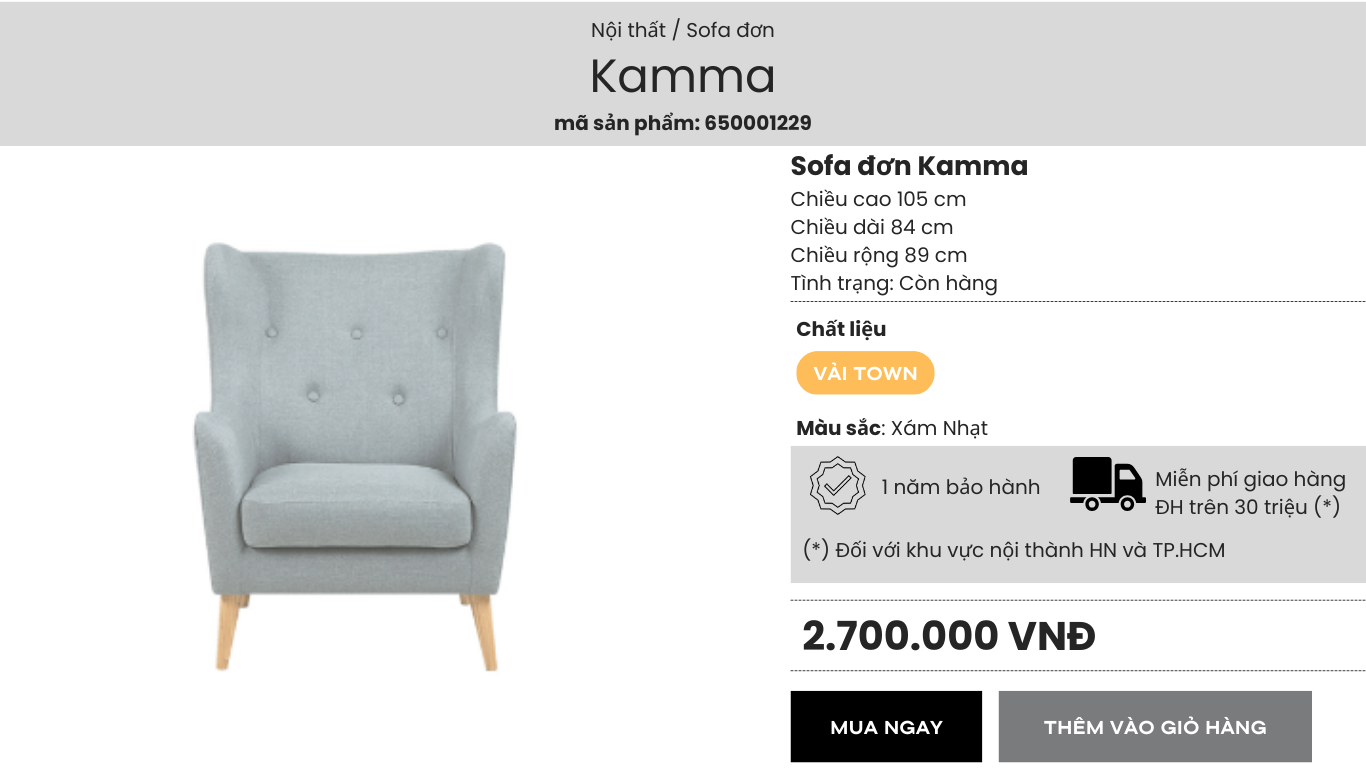 Nội thất / Sofa đơn
Kamma
mã sản phẩm: 650001229
Sofa đơn Kamma
Chiều cao 105 cm
Chiều dài 84 cm
Chiều rộng 89 cm
Tình trạng: Còn hàng
Chất liệu
VẢI TOWN
Màu sắc: Xám Nhạt
1 năm bảo hành
Miễn phí giao hàng
ĐH trên 30 triệu (*)
(*) Đối với khu vực nội thành HN và TP.HCM
2.700.000 VNĐ
MUA NGAY
THÊM VÀO GIỎ HÀNG